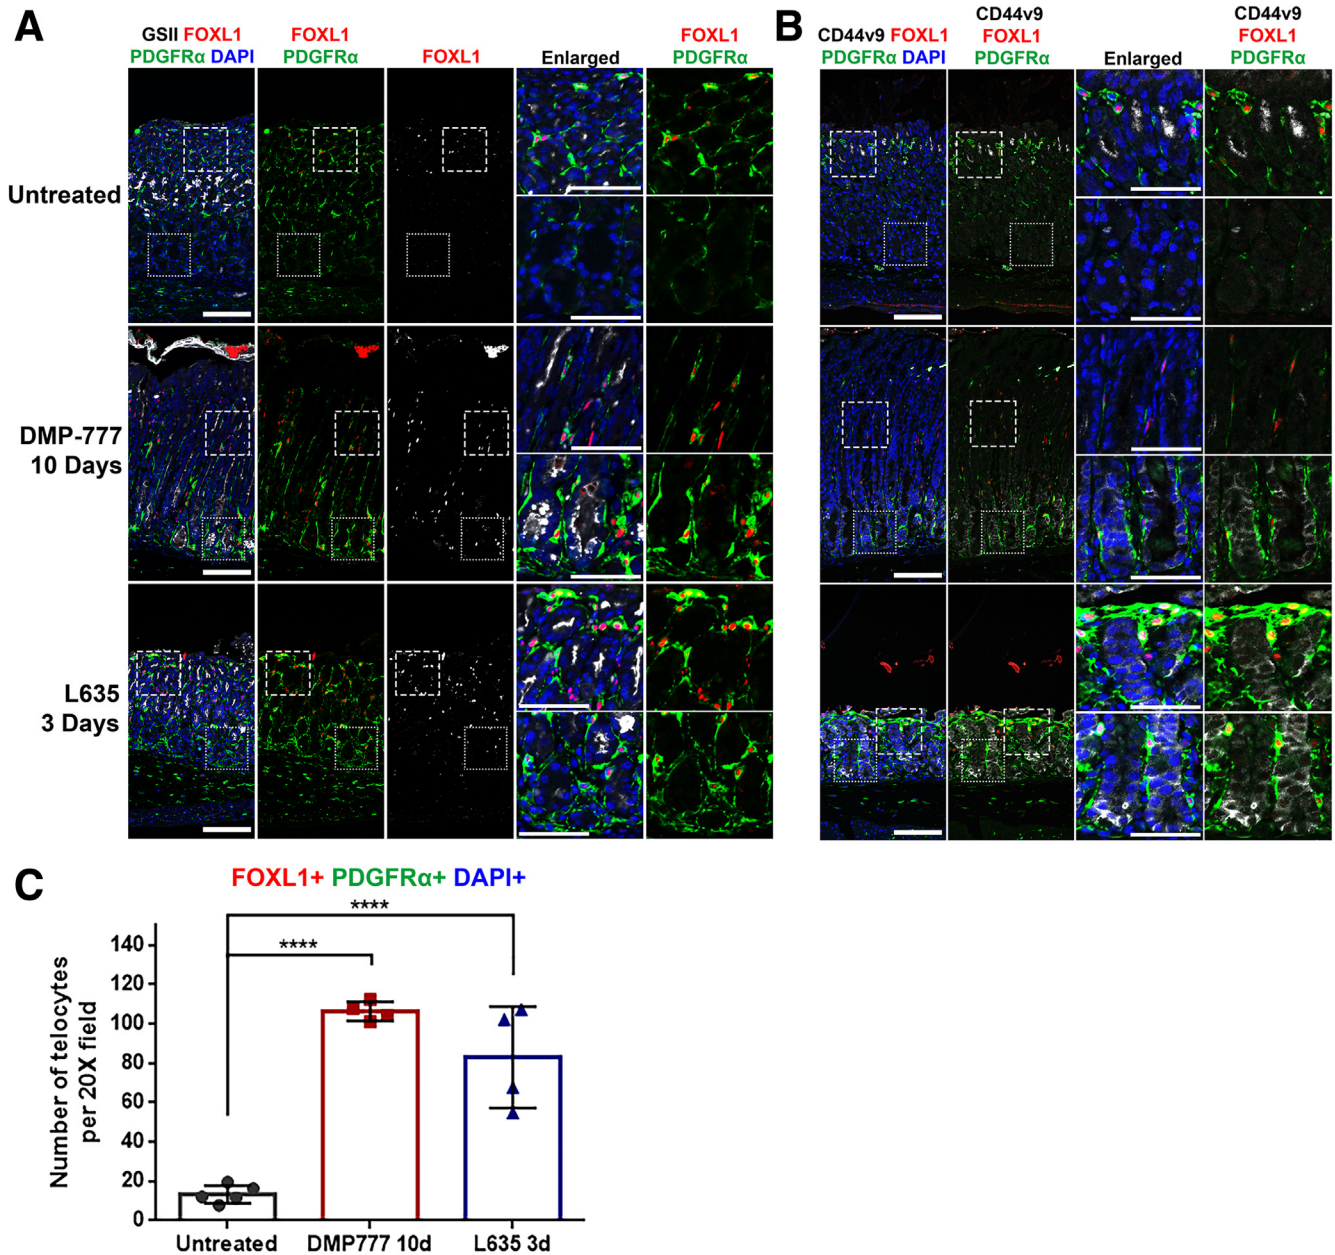 A
GSII FOXL1
PDGFRα DAPI
FOXL1
PDGFRα
FOXL1
Enlarged
FOXL1
PDGFRα
Untreated
DMP-777
10 Days
L635
3 Days
B
CD44v9 FOXL1
PDGFRα DAPI
CD44v9
FOXL1
PDGFRα
Enlarged
CD44v9
FOXL1
PDGFRα
C
FOXL1+ PDGFRα+ DAPI+
****
****
Number of telocytes
per 20X field
140
120
100
80
60
40
20
0
Untreated
DMP777 10d
L635 3d